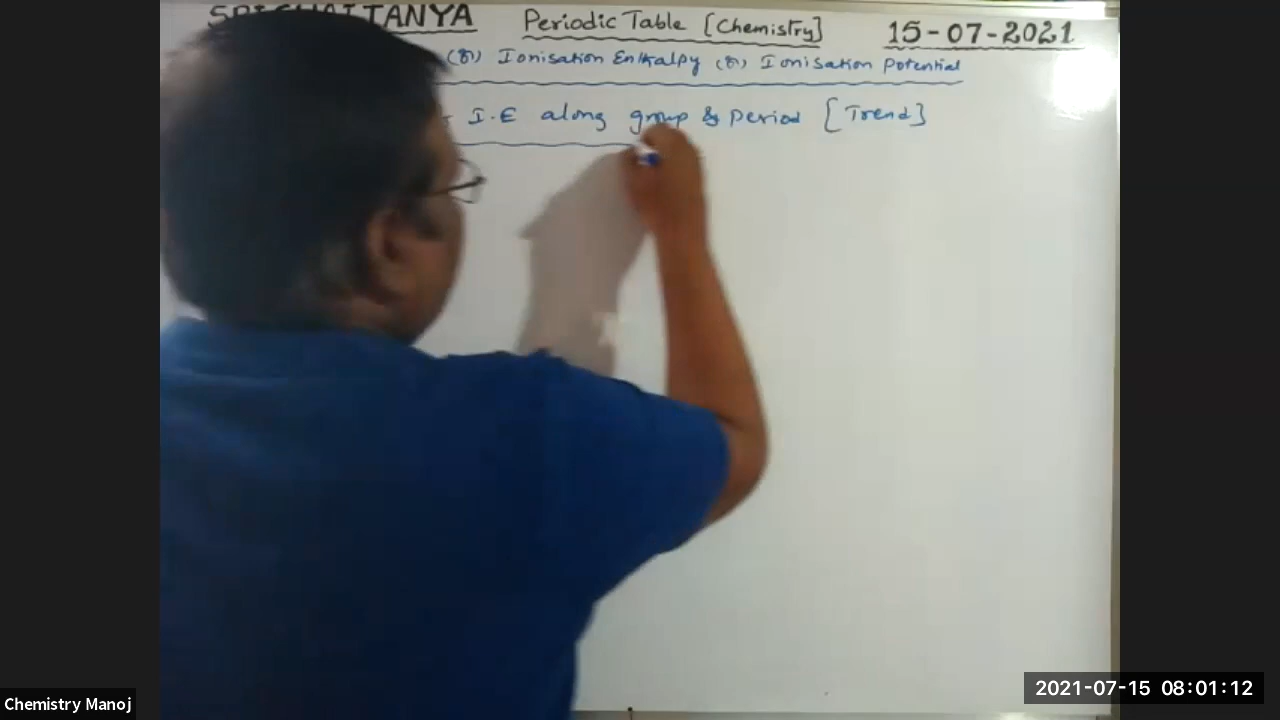 TANYA Periodic Table [Chemistry] 15-07-2021
(or) Ionisation Enthalpy (or) Ionisation Potential
I.E along group & Period [Trend]
Chemistry Manoj
2021-07-15 08:01:12